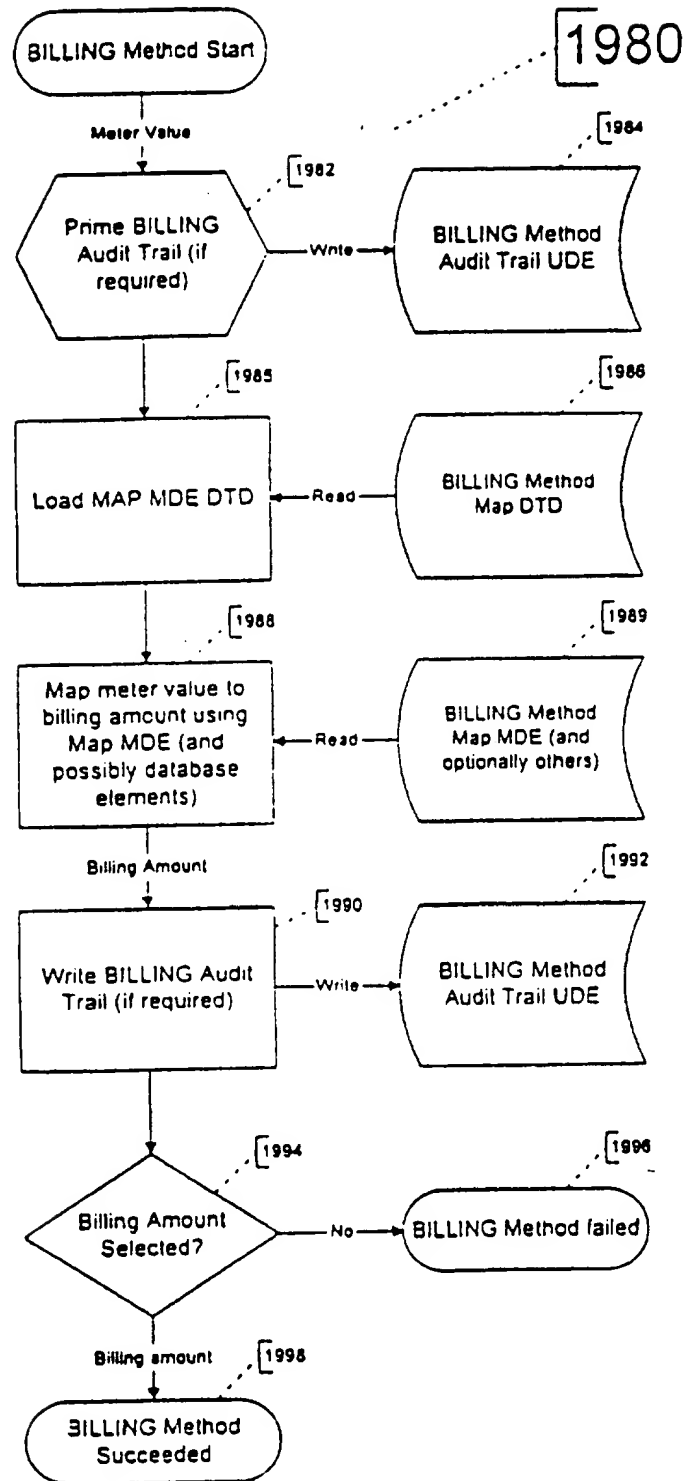 BILLING Method Start
1980
Meter Value
1982
1984
Prime BILLING
Audit Trail (if
required)
Write
BILLING Method
Audit Trail UDE
1985
1986
Load MAP MDE DTD
Read
BILLING Method
Map DTD
1988
1989
Map meter value to
billing amount using
Map MDE (and
possibly database
elements)
Read
BILLING Method
Map MDE (and
optionally others)
Billing Amount
1990
1992
Write BILLING Audit
Trail (if required)
Write
BILLING Method
Audit Trail UDE
1994
1996
Billing Amount
Selected?
No
BILLING Method failed
Billing amount
1998
BILLING Method
Succeeded